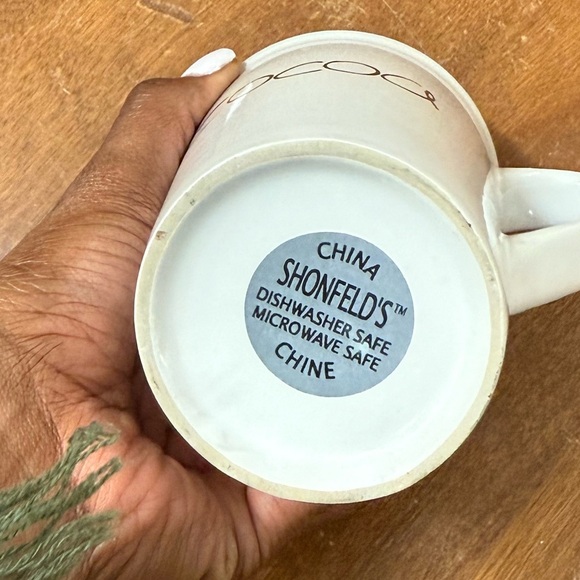 CHINA
SHONFELD'S™
DISHWASHER SAFE
MICROWAVE SAFE
CHINE